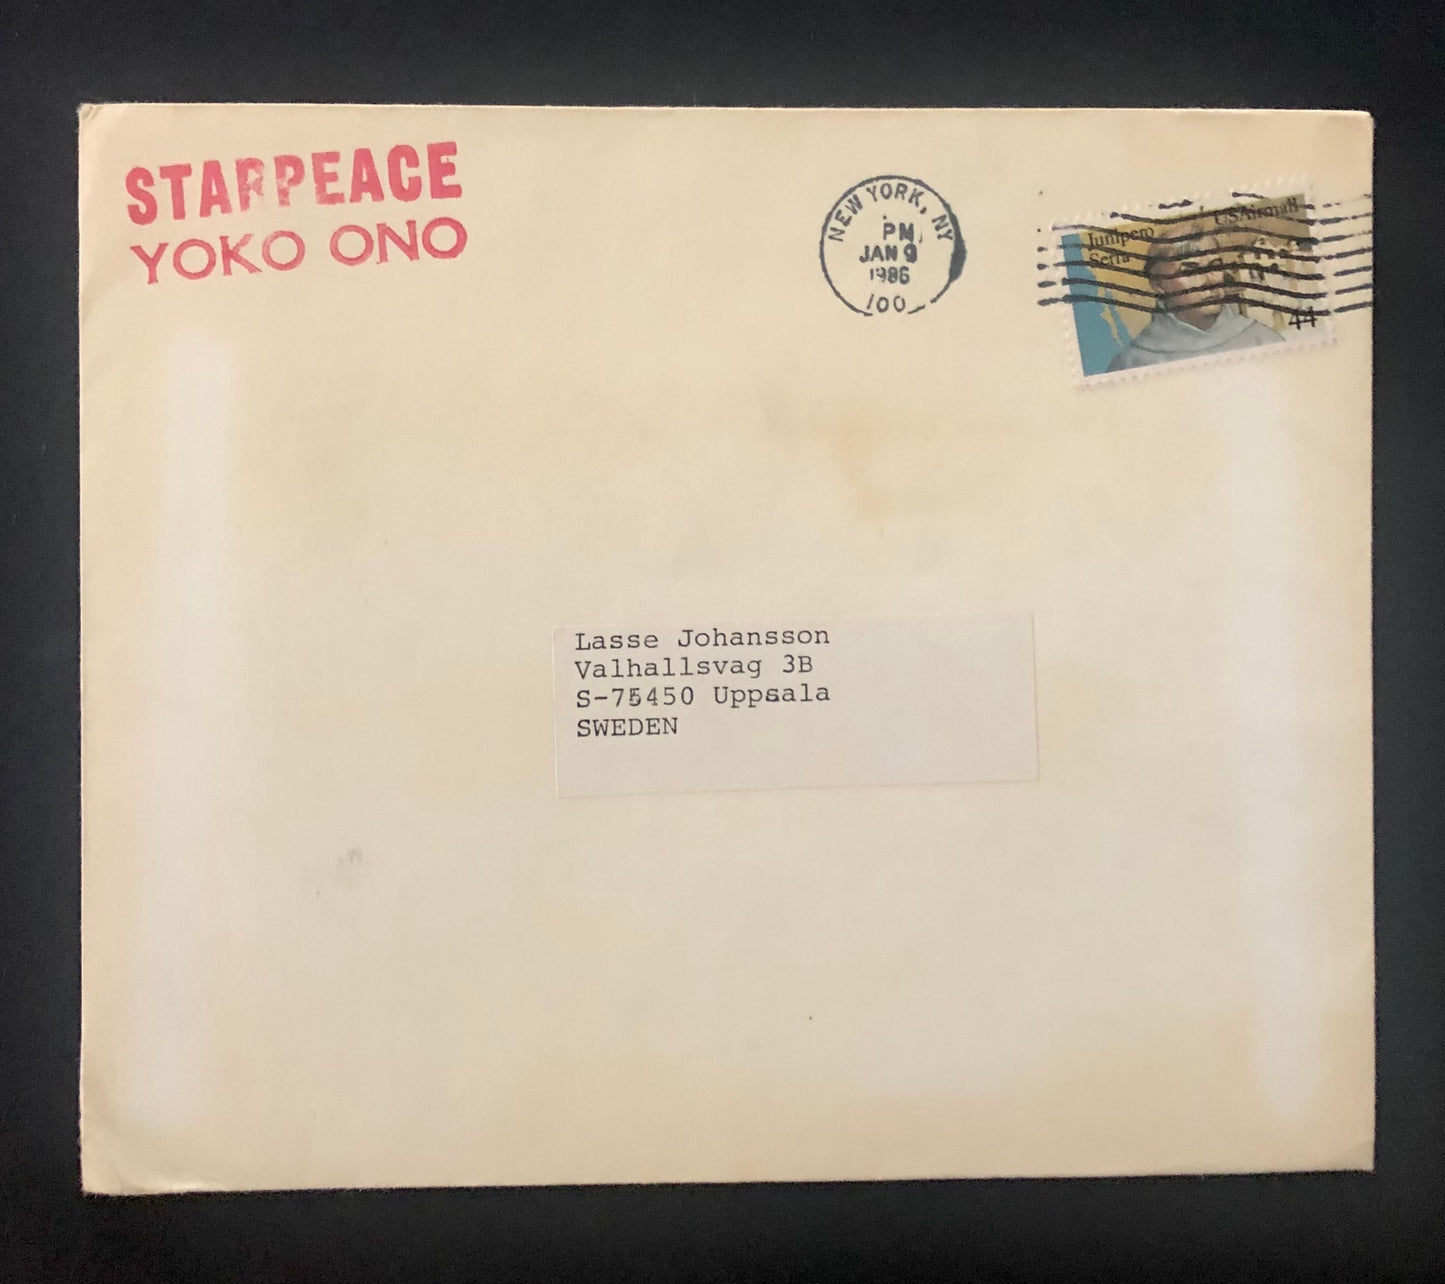 STARPEACE
YOKO ONO
NEW YORK, NY
PM
JAN 9
1986
100
USAirmail
Junípero
Serra
44
Lasse Johansson
Valhallsvag 3B
S-75450 Uppsala
SWEDEN